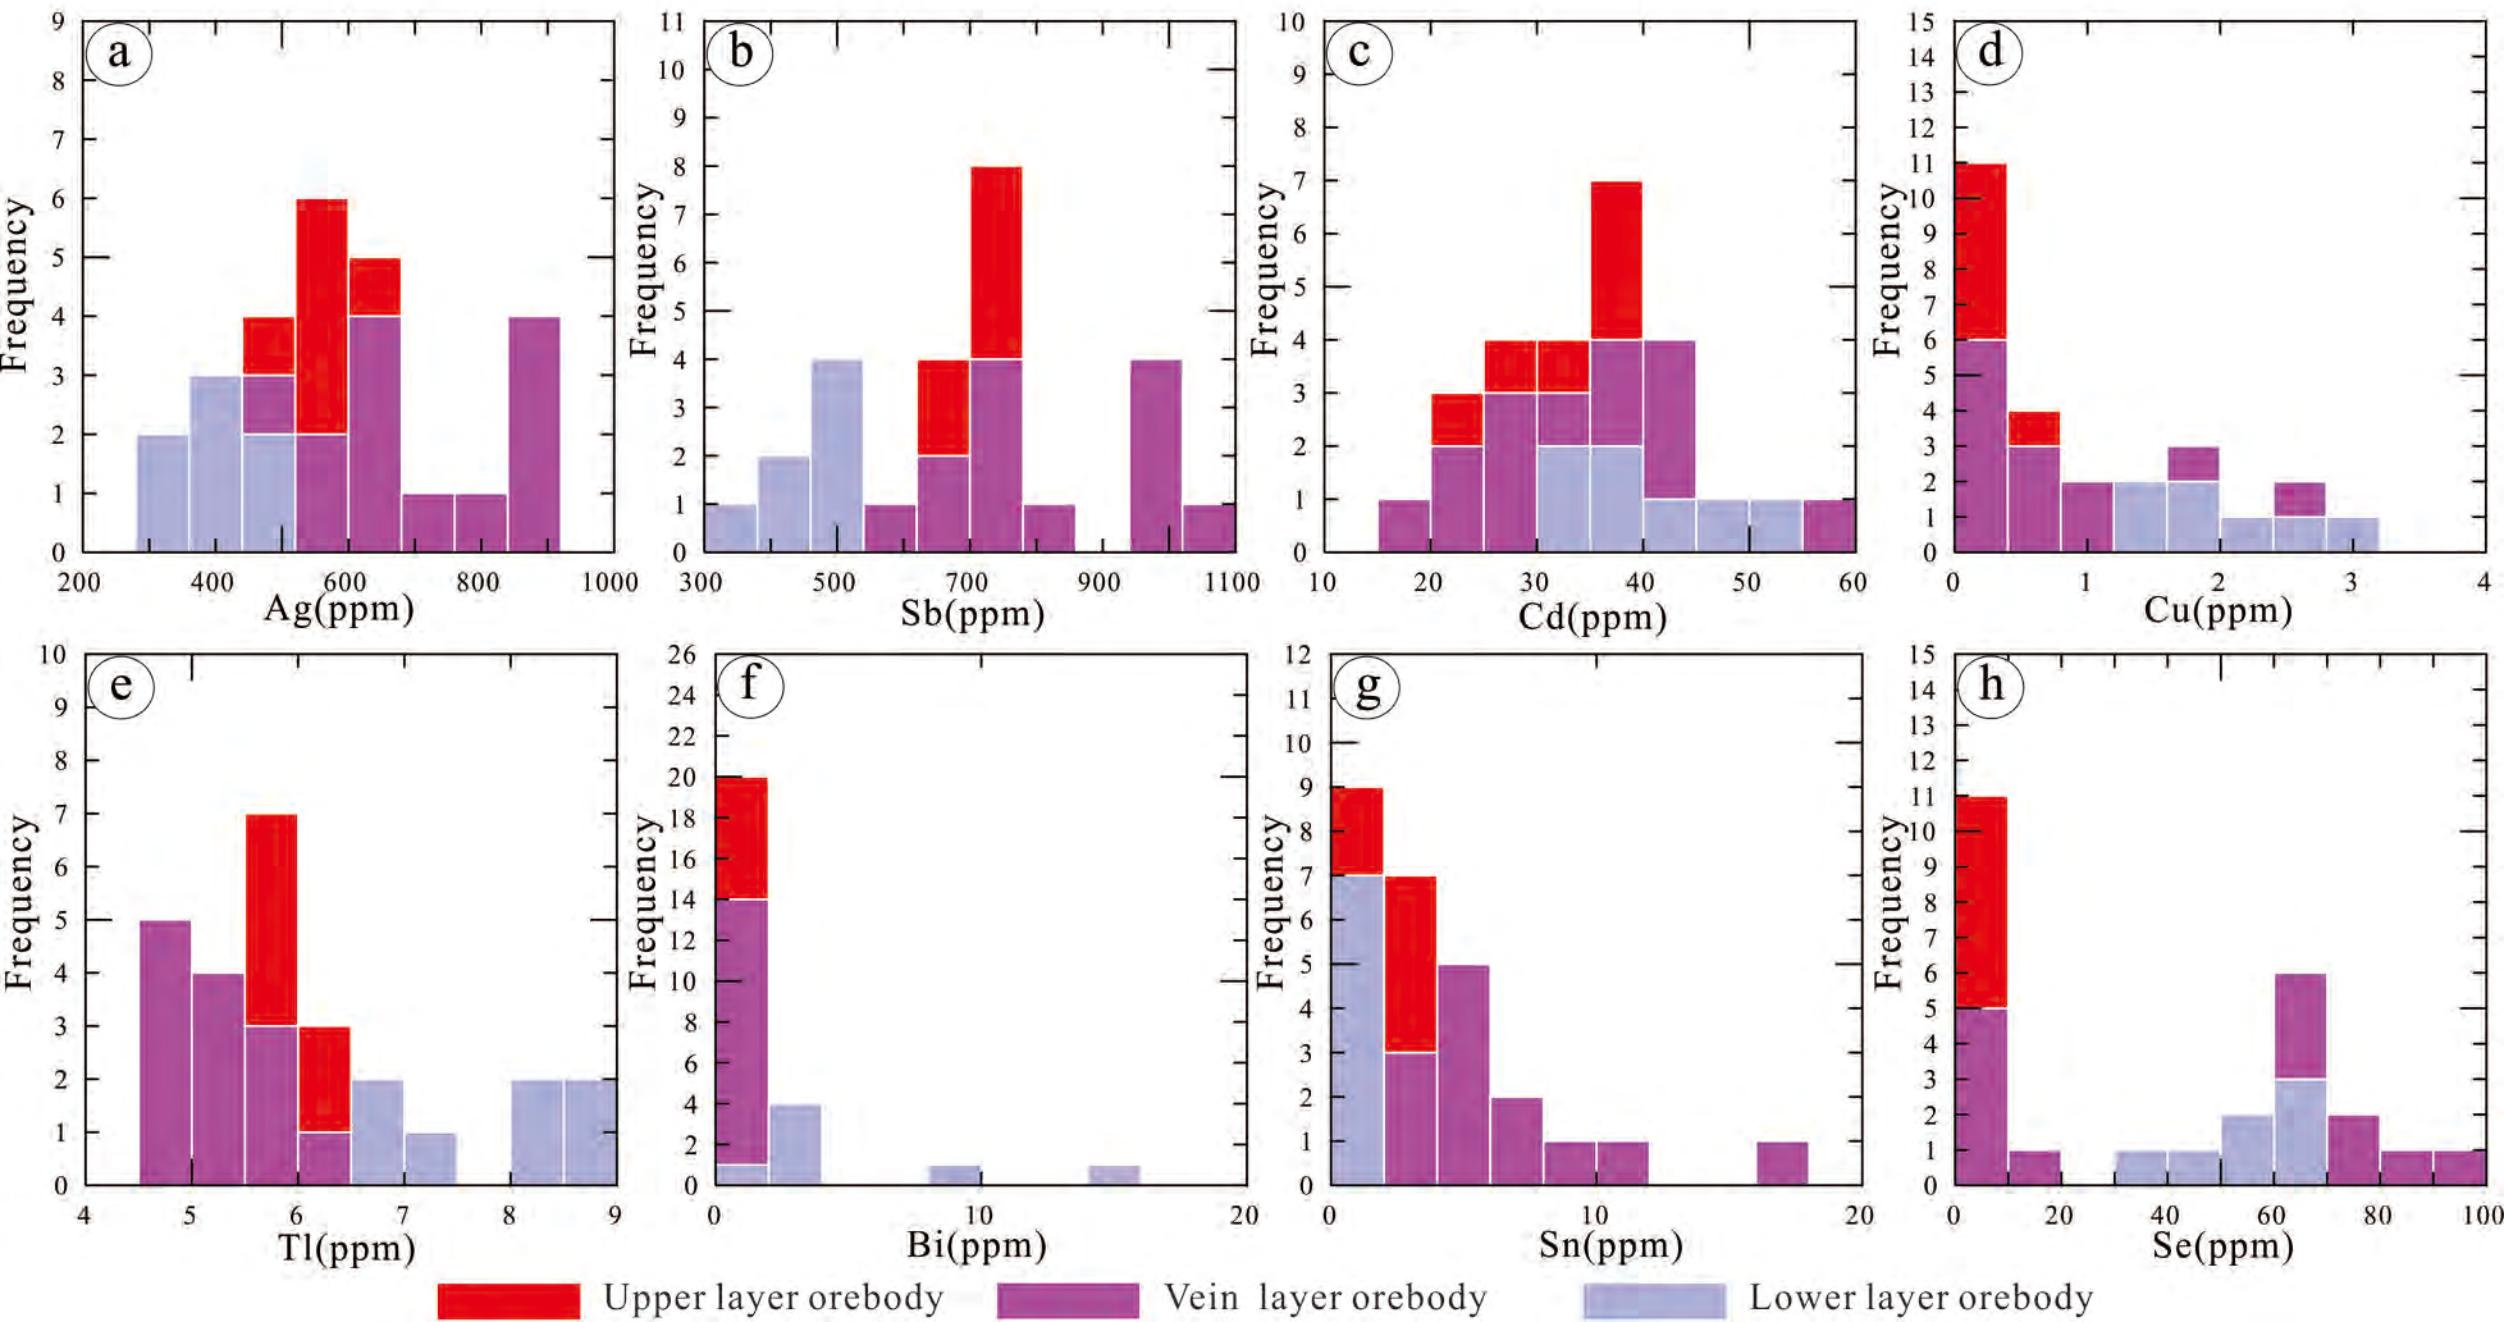 a
b
c
d
9
8
7
6
5
4
3
2
1
0
Frequency
200 400 600 800 1000
Ag(ppm)
11
10
9
8
7
6
5
4
3
2
1
0
Frequency
300 500 700 900 1100
Sb(ppm)
10
9
8
7
6
5
4
3
2
1
0
Frequency
10 20 30 40 50 60
Cd(ppm)
15
14
13
12
11
10
9
8
7
6
5
4
3
2
1
0
Frequency
0 1 2 3 4
Cu(ppm)
e
f
g
h
10
9
8
7
6
5
4
3
2
1
0
Frequency
4 5 6 7 8 9
Tl(ppm)
26
24
22
20
18
16
14
12
10
8
6
4
2
1
0
Frequency
0 10 20
Bi(ppm)
12
11
10
9
8
7
6
5
4
3
2
1
0
Frequency
0 10 20
Sn(ppm)
15
14
13
12
11
10
9
8
7
6
5
4
3
2
1
0
Frequency
0 20 40 60 80 100
Se(ppm)
Upper layer orebody
Vein layer orebody
Lower layer orebody